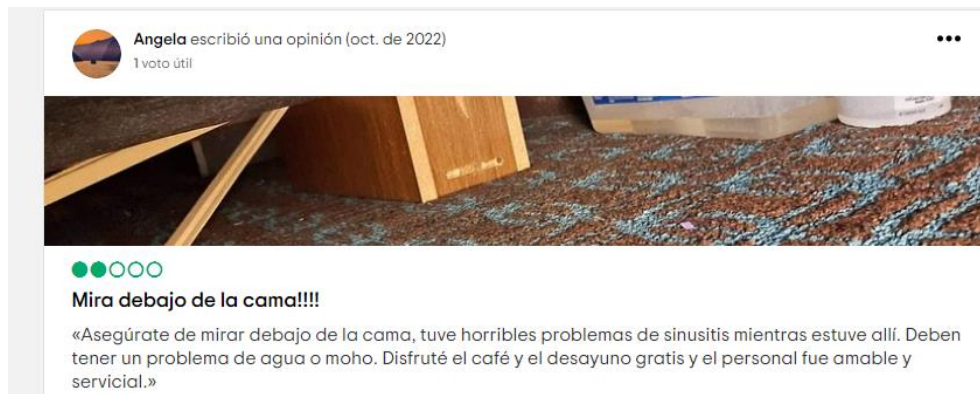 Angela escribió una opinión (oct. de 2022)
1 voto útil
Mira debajo de la cama!!!!
«Asegúrate de mirar debajo de la cama, tuve horribles problemas de sinusitis mientras estuve allí. Deben
tener un problema de agua o moho. Disfruté el café y el desayuno gratis y el personal fue amable y
servicial.»